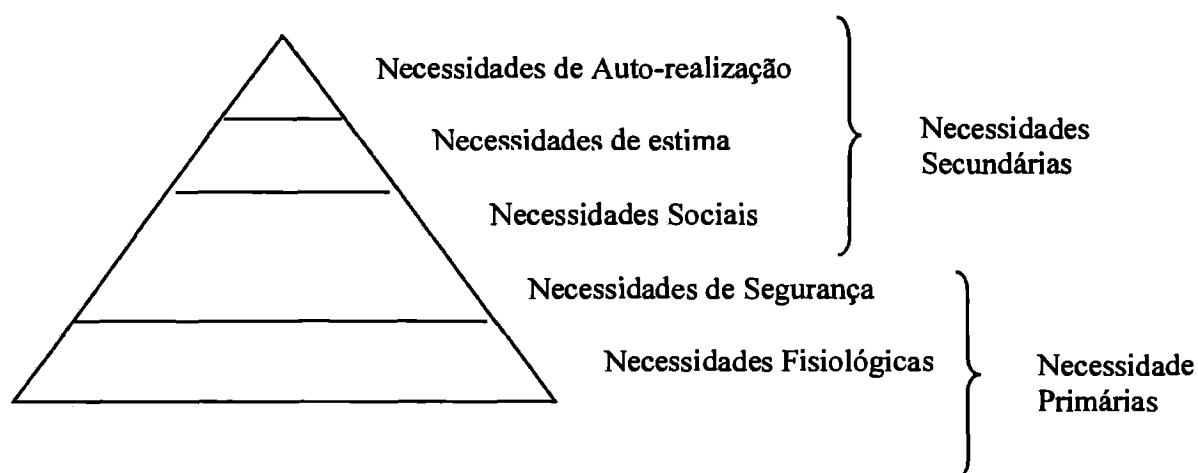 Necessidades de Auto-realização
Necessidades de estima
Necessidades Sociais
Necessidades de Segurança
Necessidades Fisiológicas
Necessidades
Secundárias
Necessidade
Primárias